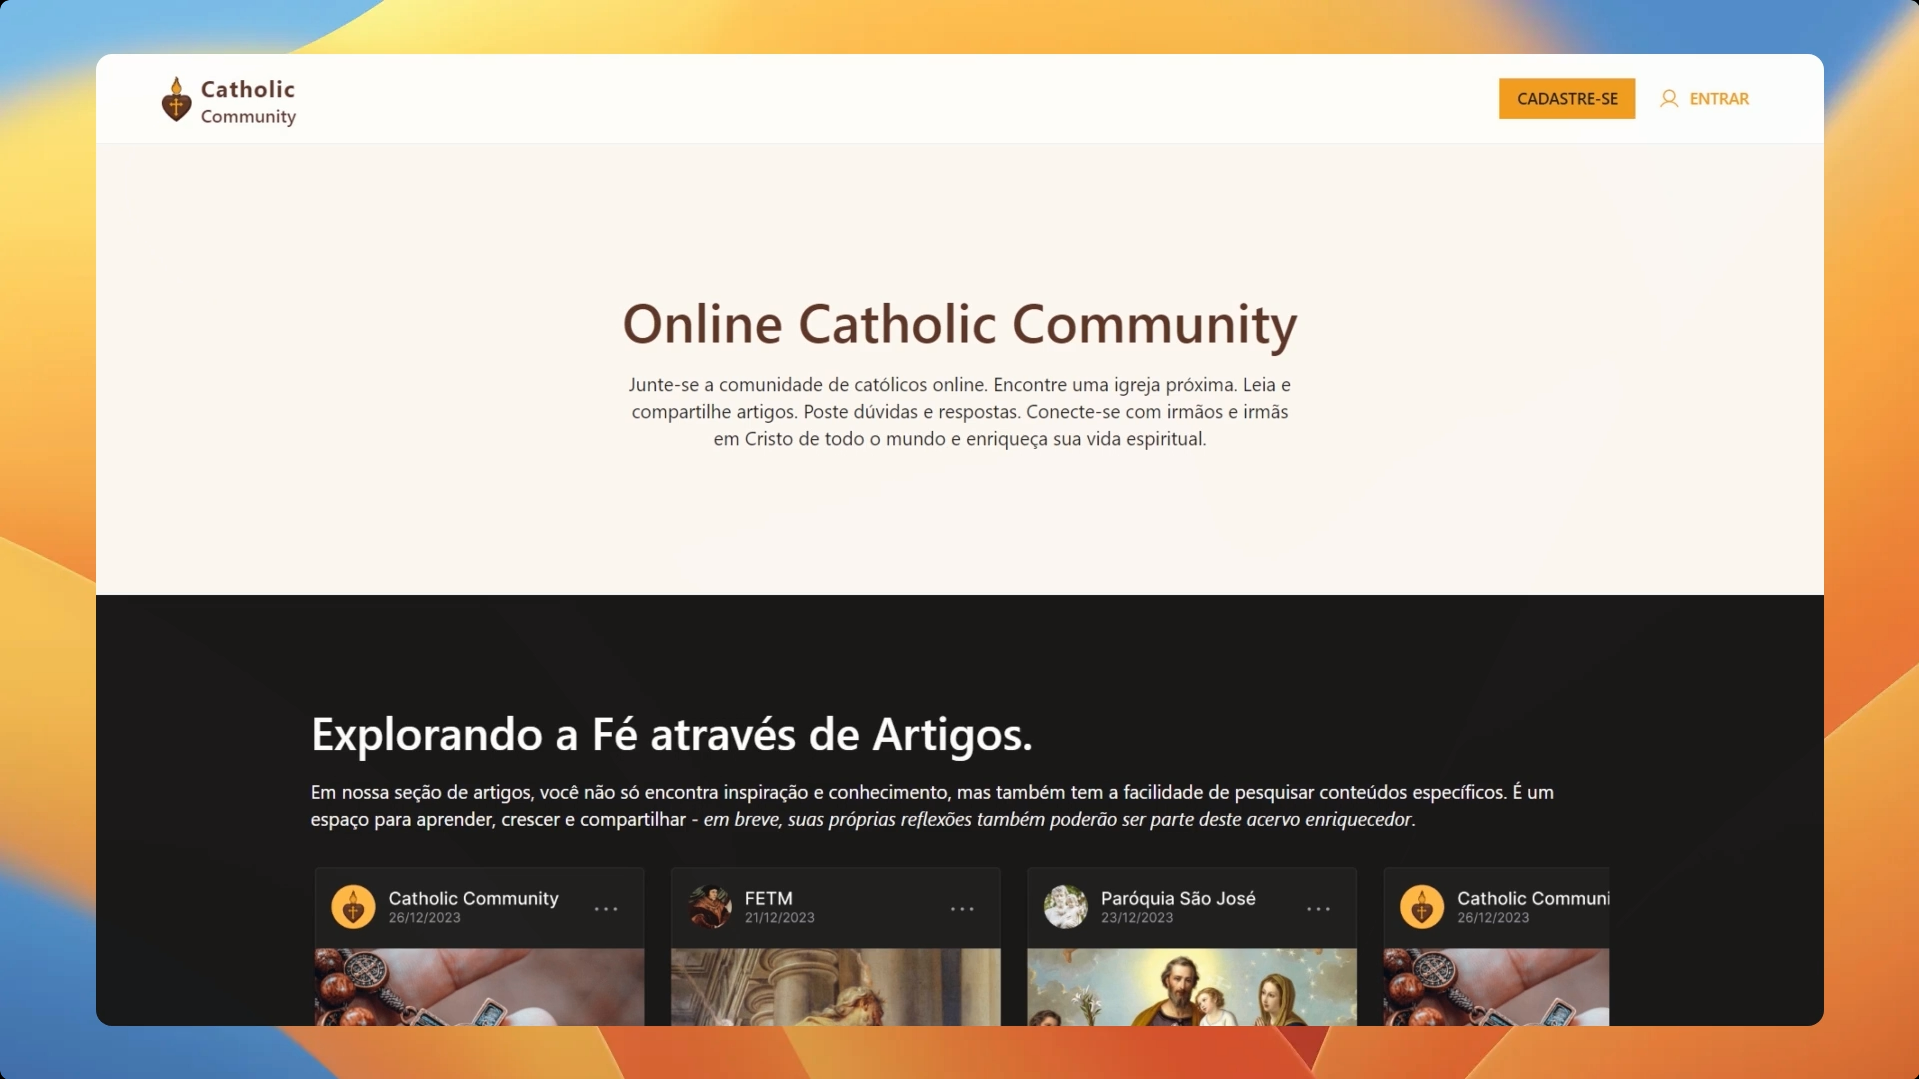 Catholic
Community
CADASTRE-SE
ENTRAR
Online Catholic Community
Junte-se a comunidade de católicos online. Encontre uma igreja próxima. Leia e
compartilhe artigos. Poste dúvidas e respostas. Conecte-se com irmãos e irmãs
em Cristo de todo o mundo e enriqueça sua vida espiritual.
Explorando a Fé através de Artigos.
Em nossa seção de artigos, você não só encontra inspiração e conhecimento, mas também tem a facilidade de pesquisar conteúdos específicos. É um
espaço para aprender, crescer e compartilhar - em breve, suas próprias reflexões também poderão ser parte deste acervo enriquecedor.
Catholic Community
26/12/2023
FETM
21/12/2023
Paróquia São José
23/12/2023
Catholic Communi
26/12/2023